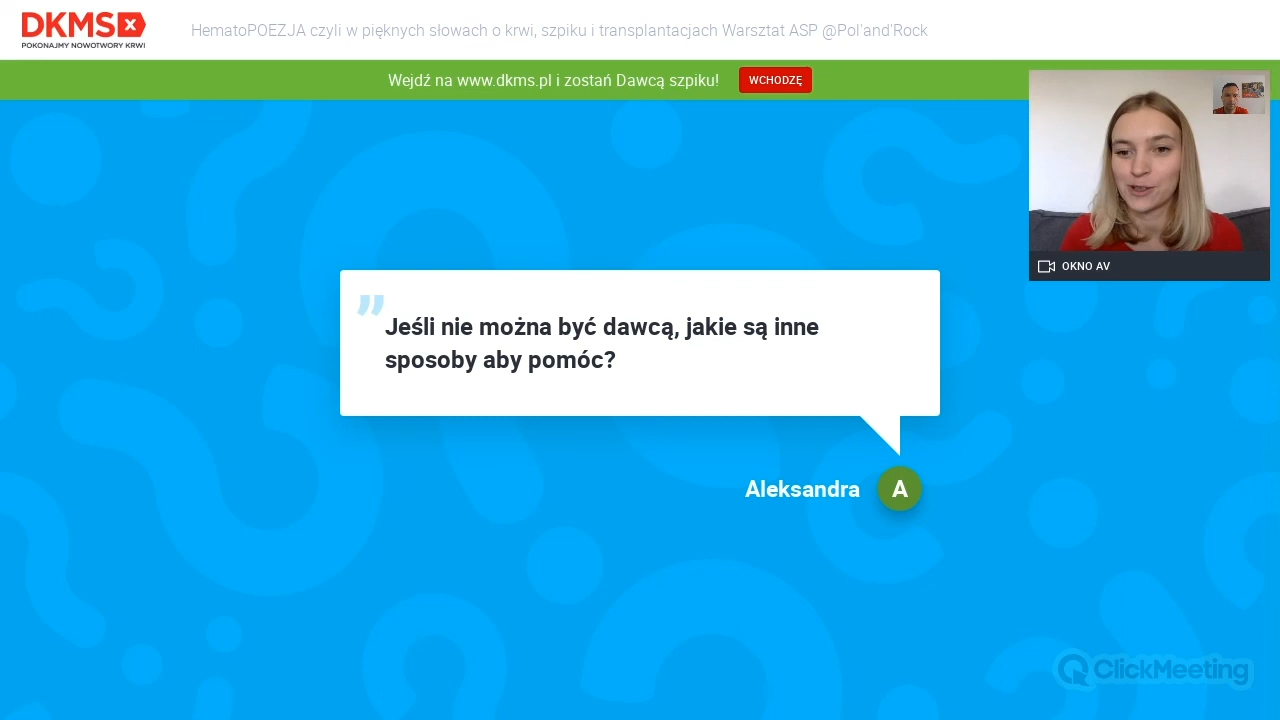 DKMS
POKONAJMY NOWOTWORY KRWI
HematoPOEZJA czyli w pięknych słowach o krwi, szpiku i transplantacjach Warsztat ASP @Pol'and'Rock
Wejdź na www.dkms.pl i zostań Dawcą szpiku!
WCHODZĘ
OKNO AV
"
Jeśli nie można być dawcą, jakie są inne
sposoby aby pomóc?
Aleksandra
A
ClickMeeting